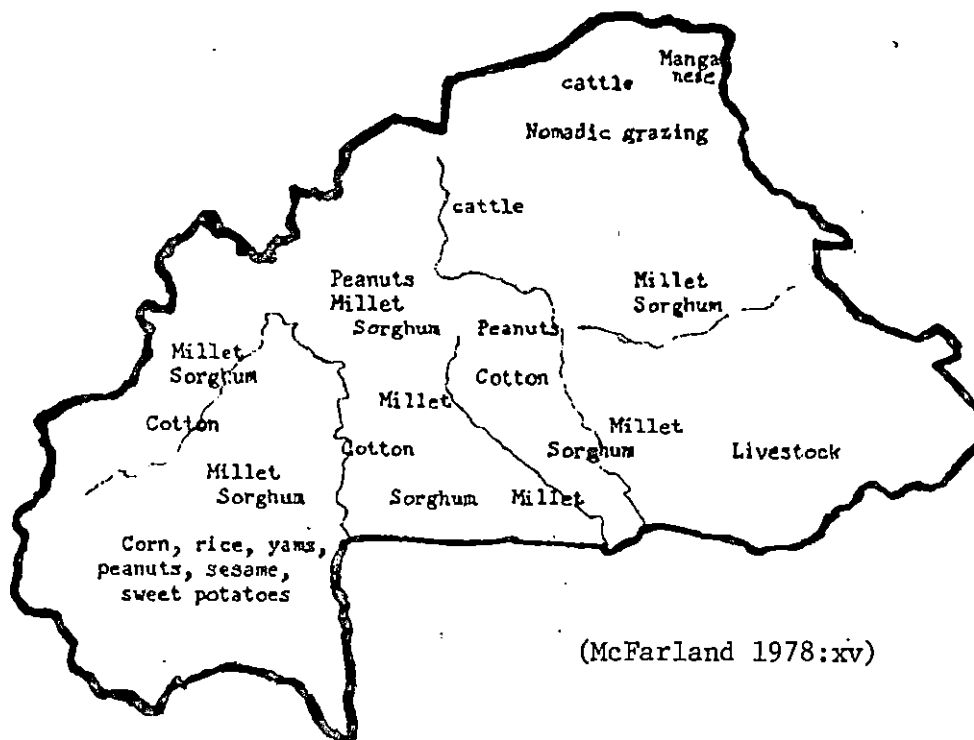 Manga
nese
cattle
Nomadic grazing
cattle
Peanuts
Millet
Sorghum
Millet
Sorghum
Peanuts
Millet
Sorghum
Cotton
Millet
Cotton
Cotton
Millet
Sorghum
Livestock
Millet
Sorghum
Sorghum
Millet
Corn, rice, yams,
peanuts, sesame,
sweet potatoes
(McFarland 1978:xv)